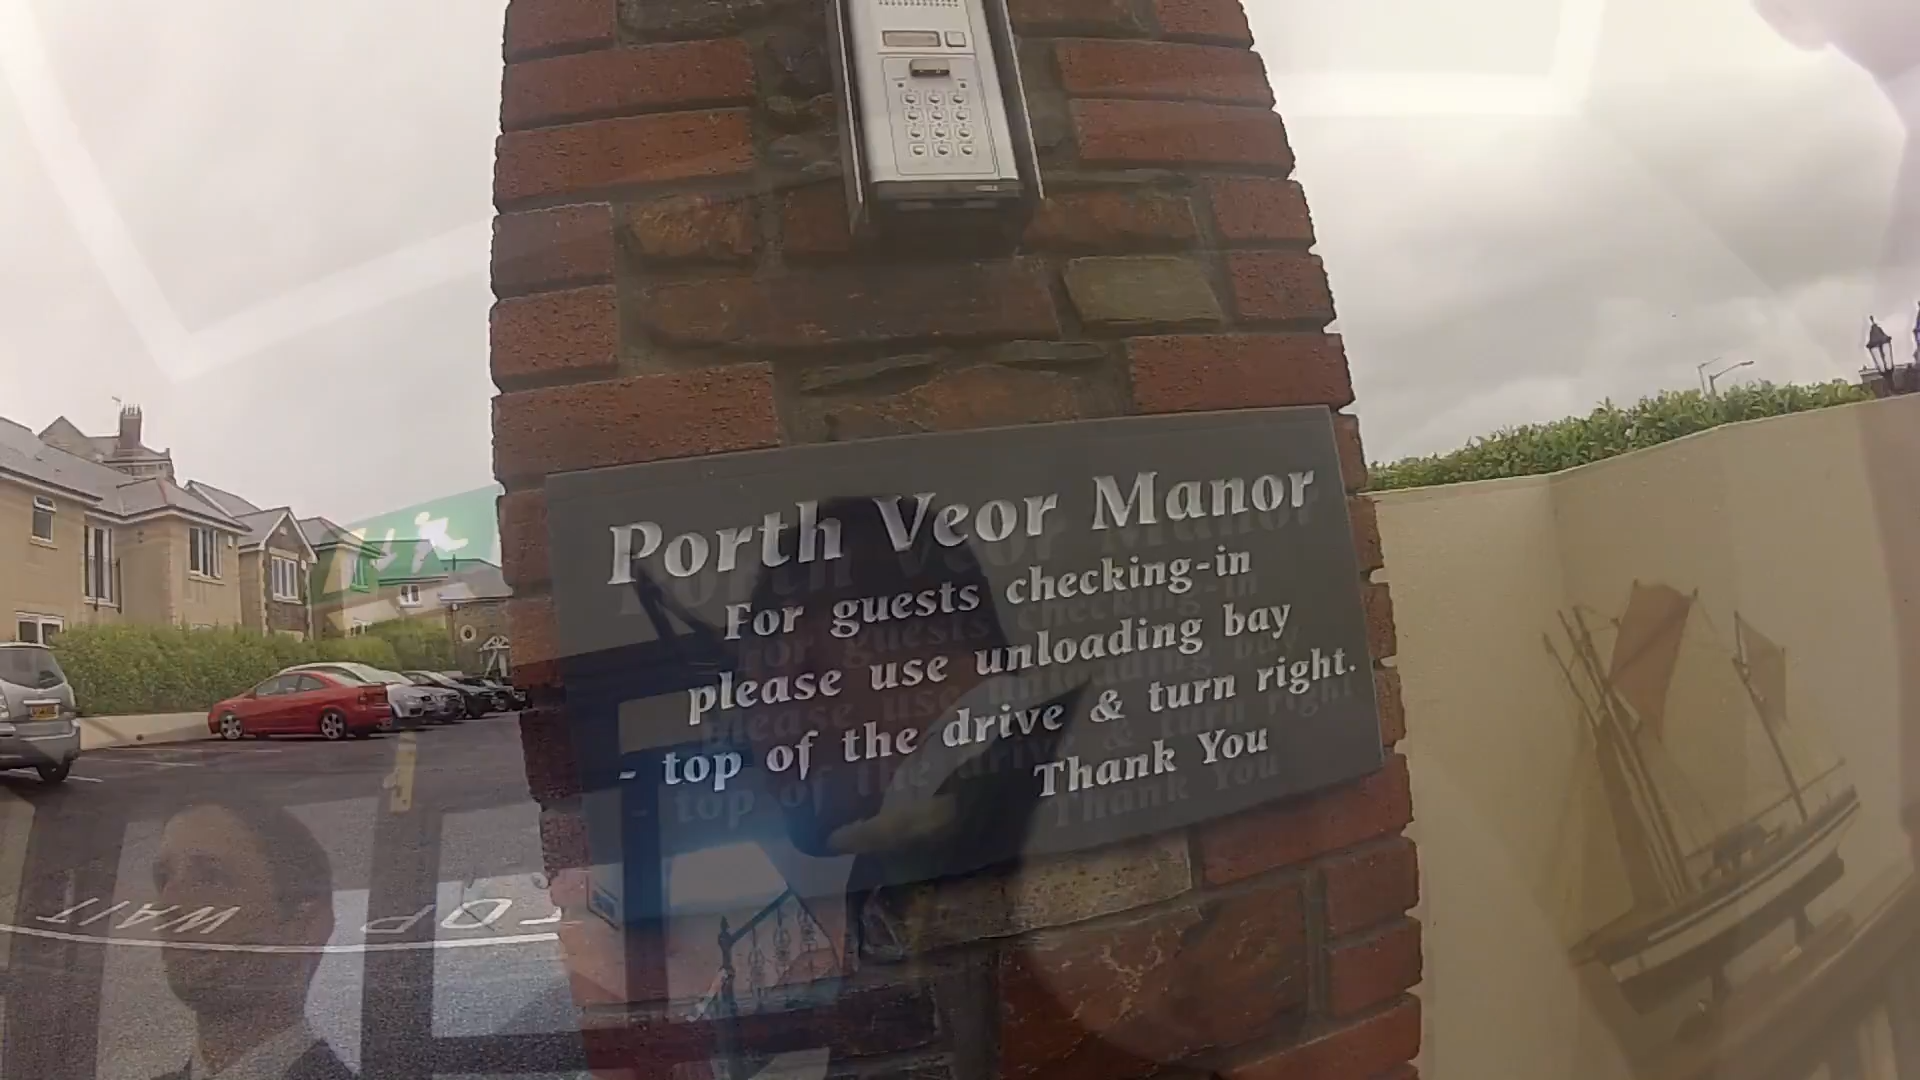 Porth Veor Manor
For guests checking-in
please use unloading bay
- top of the drive & turn right.
Thank You
WAIT